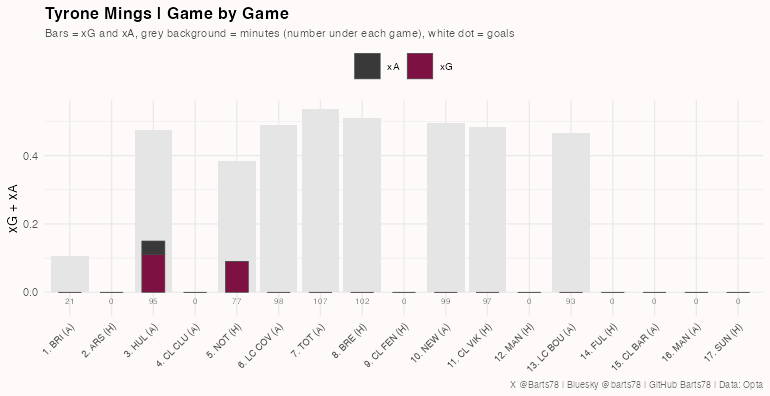 Tyrone Mings | Game by Game
Bars = xG and xA, grey background = minutes (number under each game), white dot = goals
xA xG
xG + xA
0.4
0.2
0.0
21 0 95 0 77 98 107 102 0 99 97 0 93 0 0 0 0
1. BRI (A)
2. ARS (H)
3. HUL (A)
4. CL CLU (A)
5. NOT (H)
6. LC COV (A)
7. TOT (A)
8. BRE (H)
9. CL FEN (H)
10. NEW (A)
11. CL VIK (H)
12. MAN (H)
13. LC BOU (A)
14. FUL (H)
15. CL BAR (A)
16. MAN (A)
17. SUN (H)
X @Barts78 | Bluesky @barts78 | GitHub Barts78 | Data: Opta